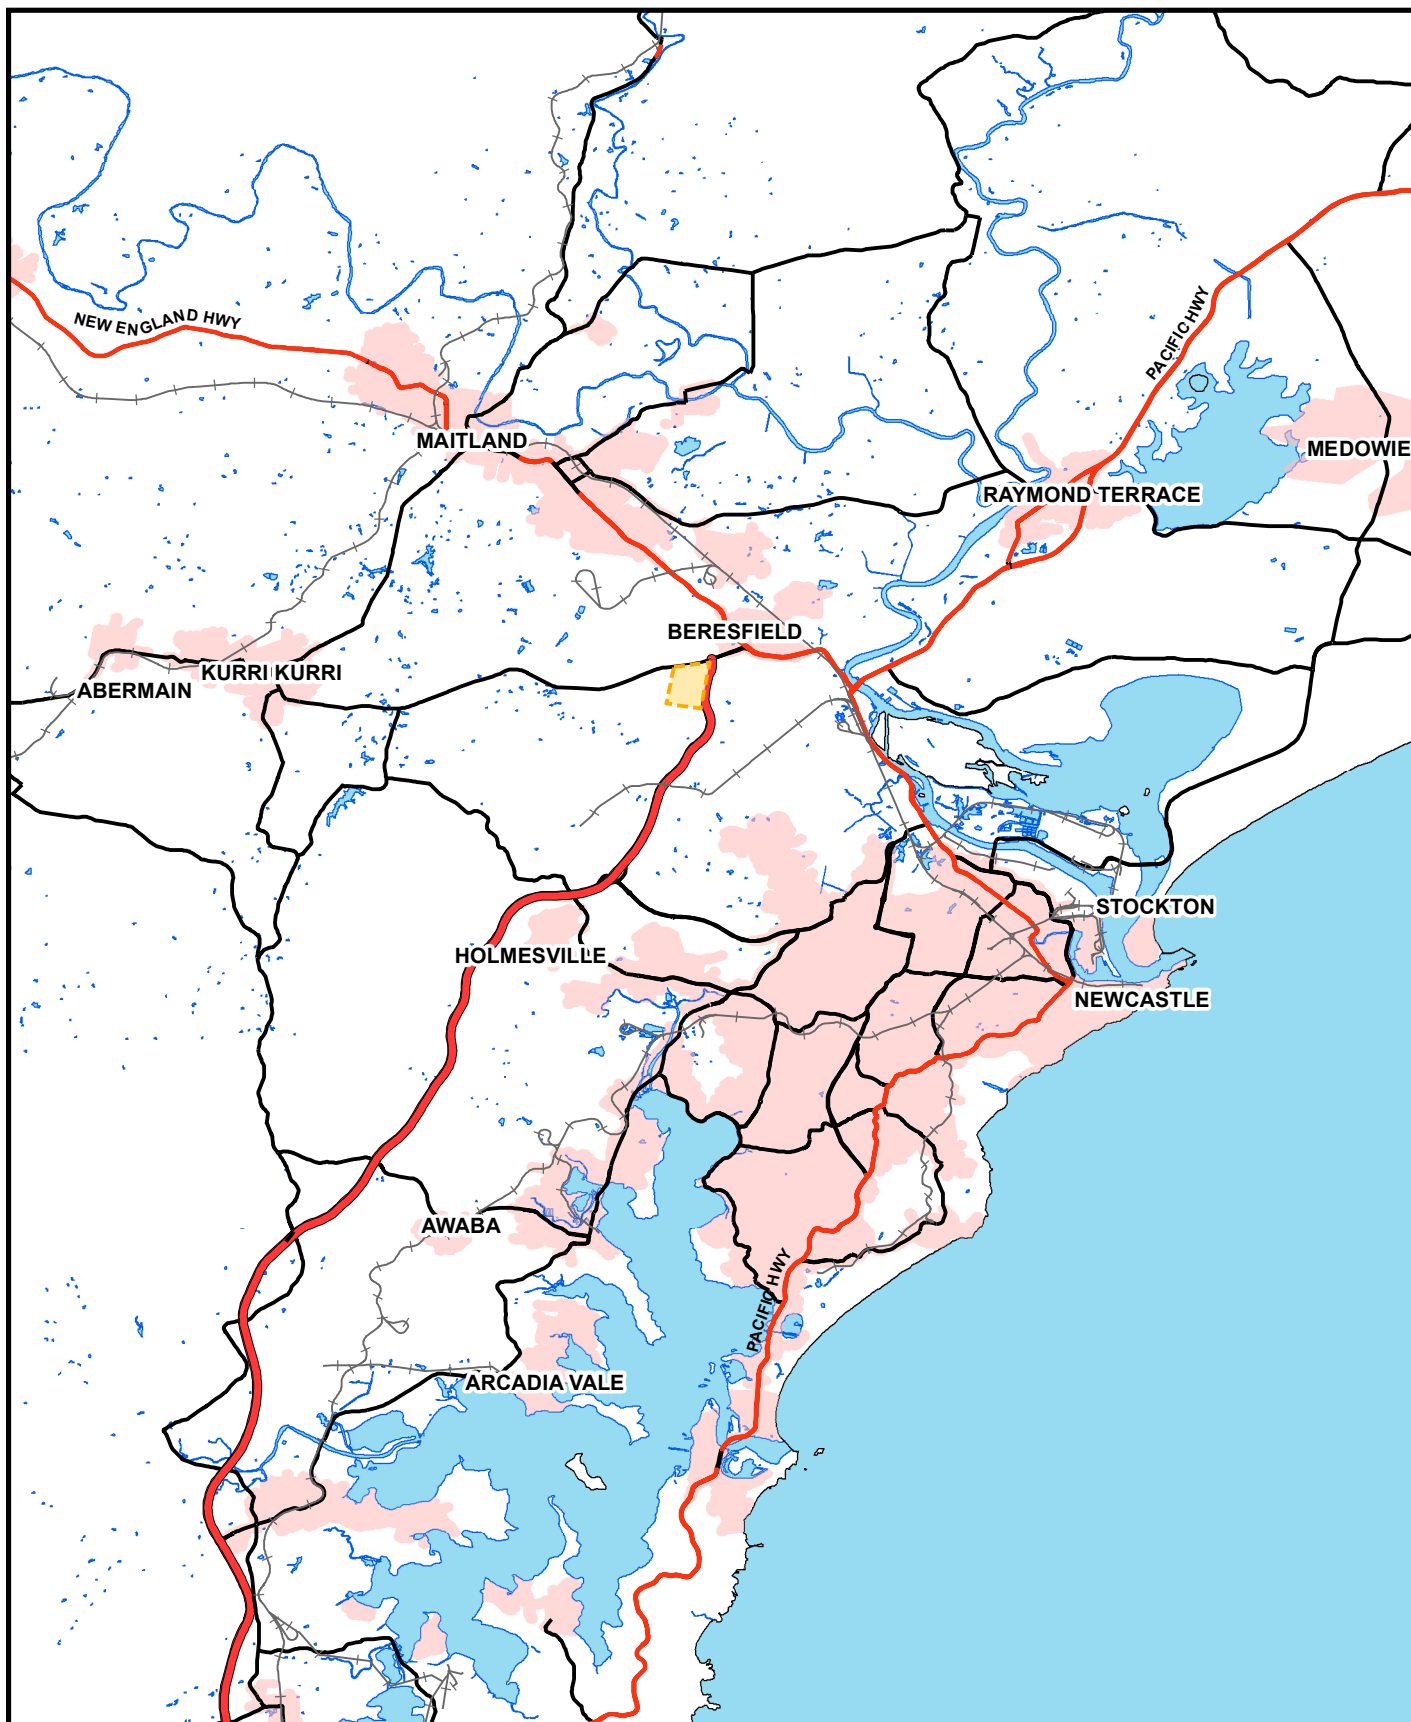 NEW ENGLAND HWY
PACIFIC HWY
MAITLAND
MEDOWIE
RAYMOND TERRACE
BERESFIELD
KURRI KURRI
ABERMAIN
STOCKTON
HOLMESVILLE
NEWCASTLE
AWABA
PACIFIC HWY
ARCADIA VALE